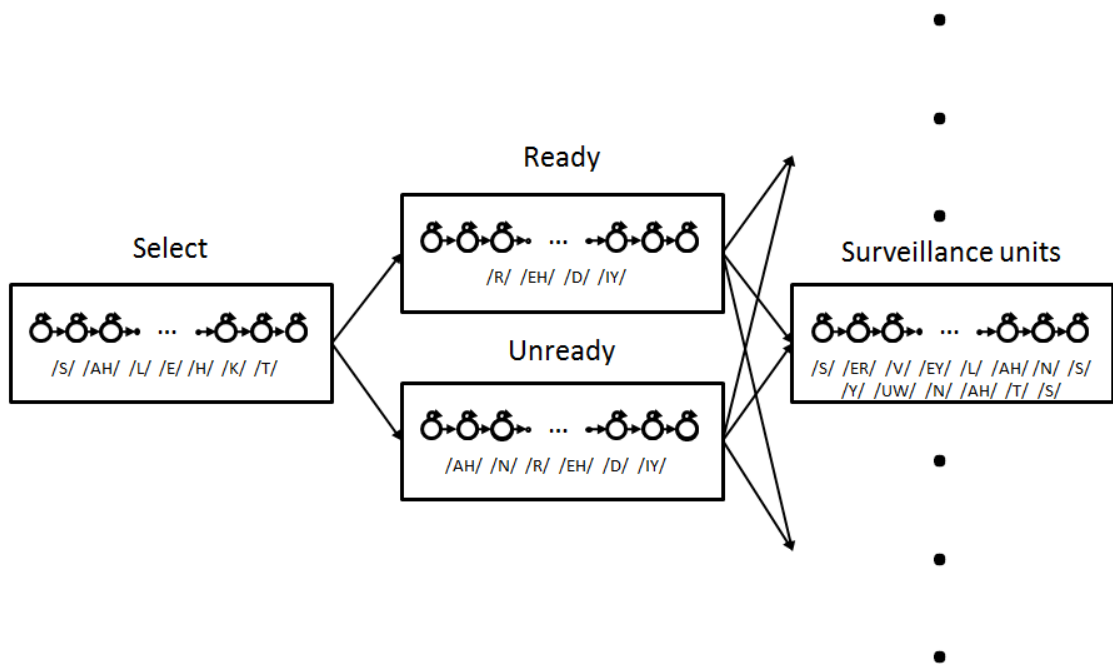 Select
/S/ /AH/ /L/ /E/ /H/ /K/ /T/
Ready
...
/R/ /EH/ /D/ /IY/
Unready
...
/AH/ /N/ /R/ /EH/ /D/ /IY/
Surveillance units
...
/S/ /ER/ /V/ /EY/ /L/ /AH/ /N/ /S/
/Y/ /UW/ /N/ /AH/ /T/ /S/